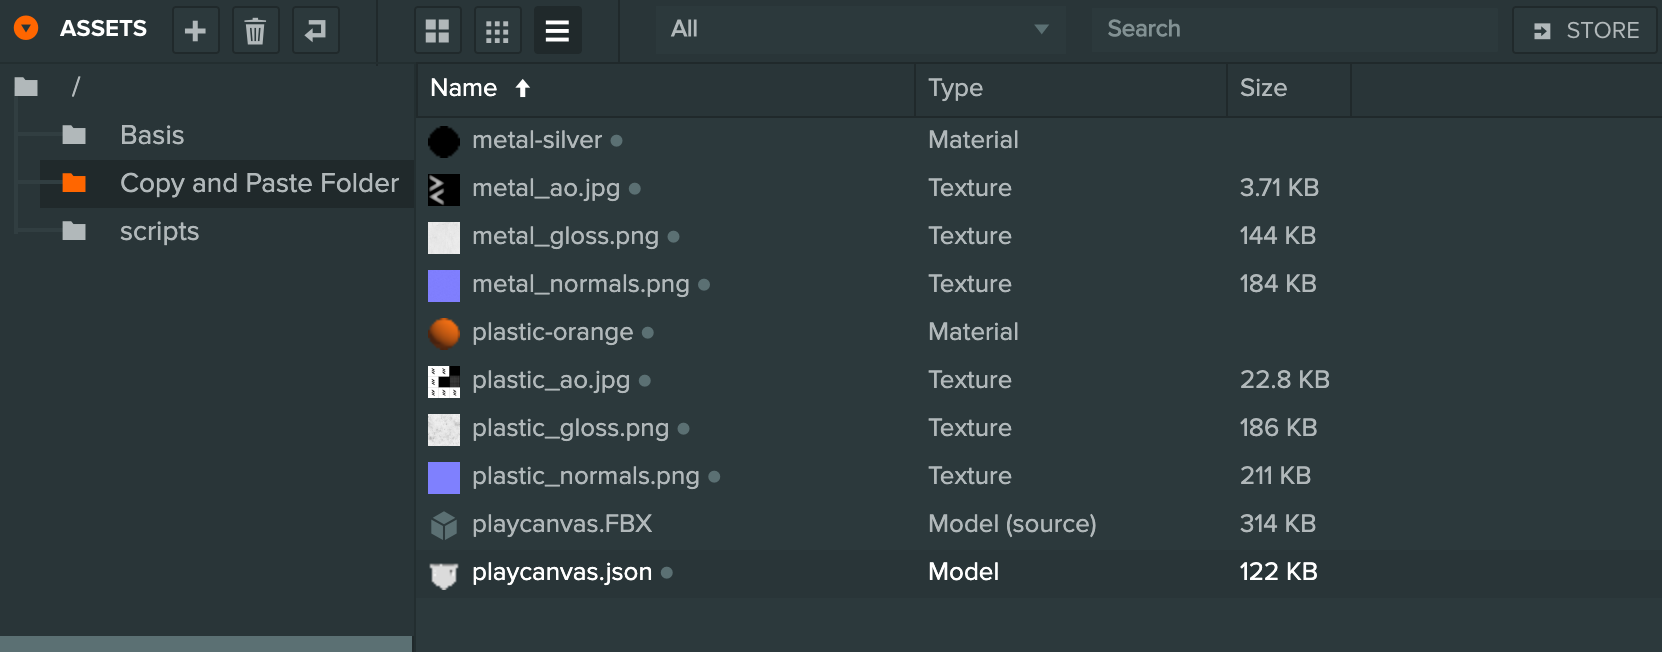 ASSETS All Search STORE
/
Basis
Copy and Paste Folder
scripts
Name Type Size
metal-silver Material
metal_ao.jpg Texture 3.71 KB
metal_gloss.png Texture 144 KB
metal_normals.png Texture 184 KB
plastic-orange Material
plastic_ao.jpg Texture 22.8 KB
plastic_gloss.png Texture 186 KB
plastic_normals.png Texture 211 KB
playcanvas.FBX Model (source) 314 KB
playcanvas.json Model 122 KB